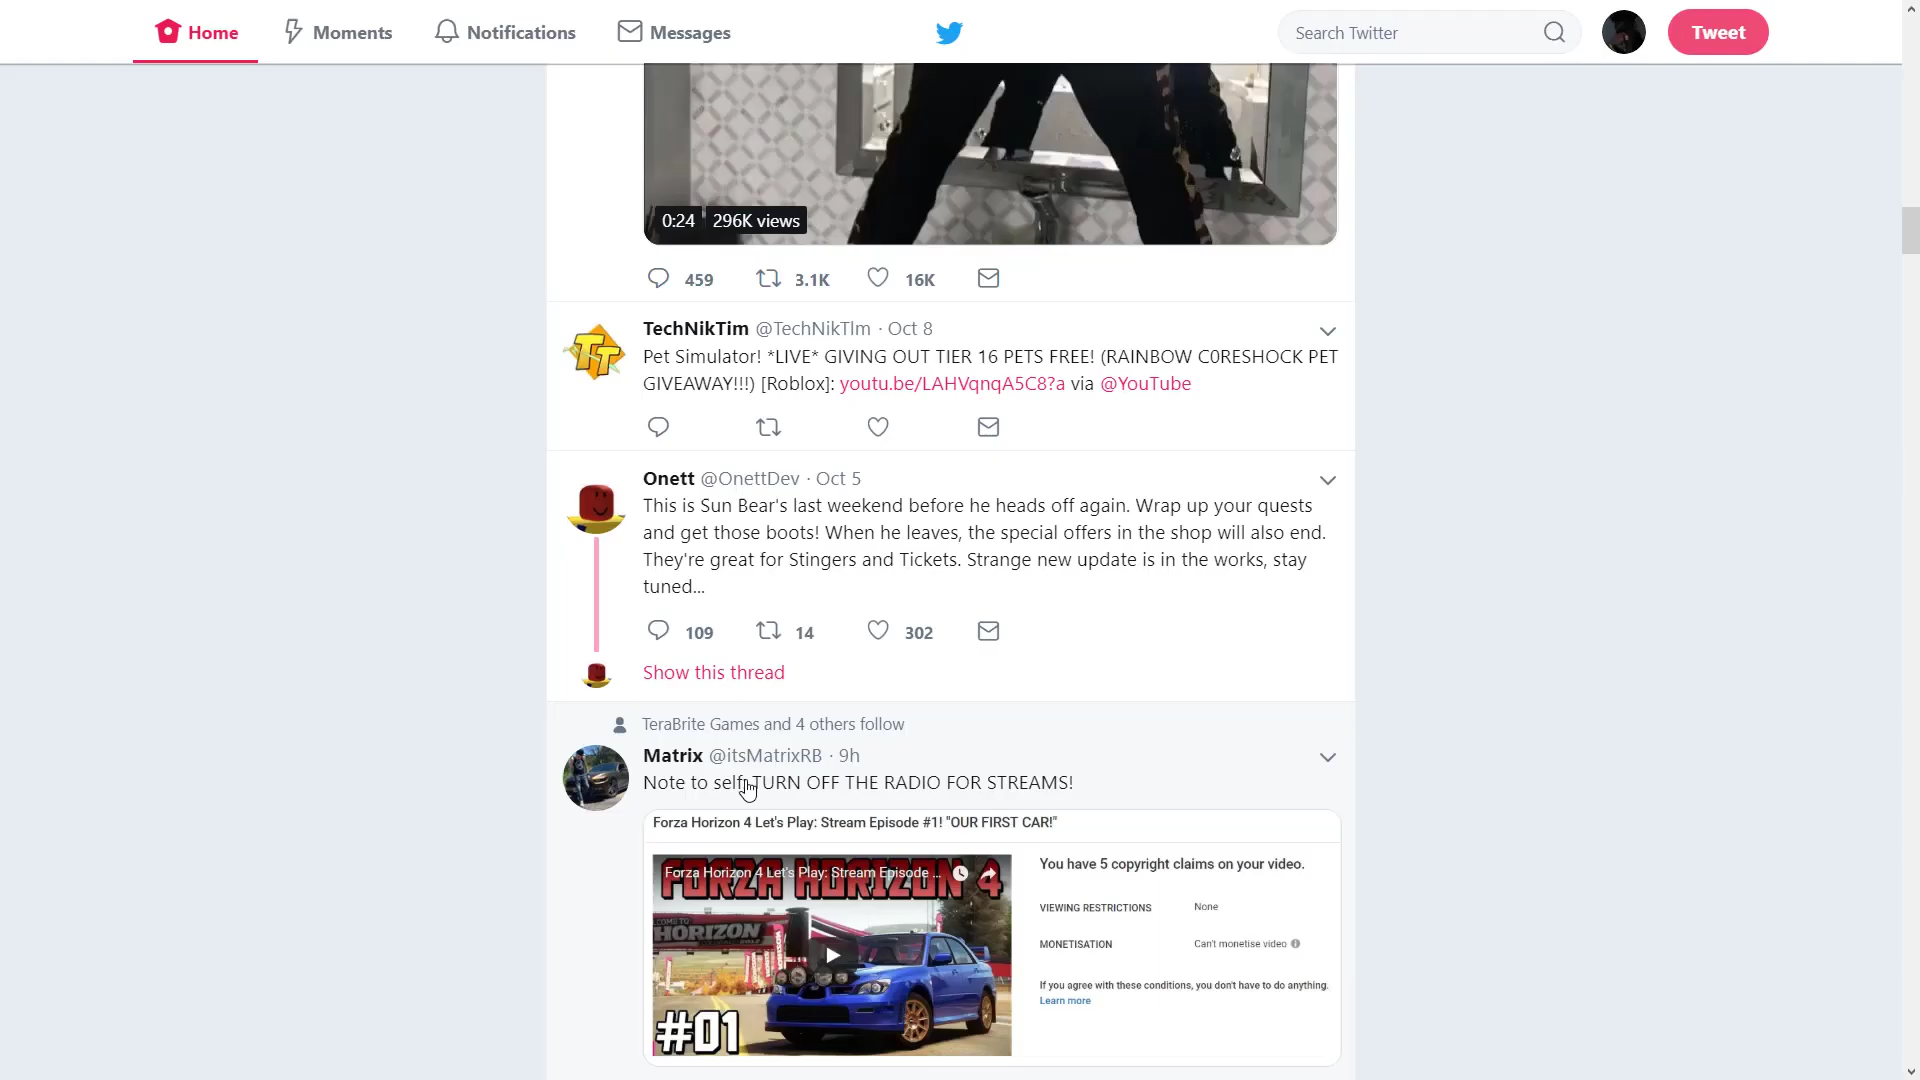 Home Moments Notifications Messages Search Twitter Tweet
0:24 296K views
459 3.1K 16K
TechNikTim @TechNikTlm · Oct 8
Pet Simulator! *LIVE* GIVING OUT TIER 16 PETS FREE! (RAINBOW C0RESHOCK PET
GIVEAWAY!!!) [Roblox]: youtu.be/LAHVqnqA5C8?a via @YouTube
Onett @OnettDev · Oct 5
This is Sun Bear's last weekend before he heads off again. Wrap up your quests
and get those boots! When he leaves, the special offers in the shop will also end.
They're great for Stingers and Tickets. Strange new update is in the works, stay
tuned...
109 14 302
Show this thread
TeraBrite Games and 4 others follow
Matrix @itsMatrixRB · 9h
Note to self: TURN OFF THE RADIO FOR STREAMS!
Forza Horizon 4 Let's Play: Stream Episode #1! "OUR FIRST CAR!"
Forza Horizon 4 Let's Play: Stream Episode ...
FORZA HORIZON 4
HORIZON
#01
You have 5 copyright claims on your video.
VIEWING RESTRICTIONS None
MONETISATION Can't monetise video
If you agree with these conditions, you don't have to do anything.
Learn more